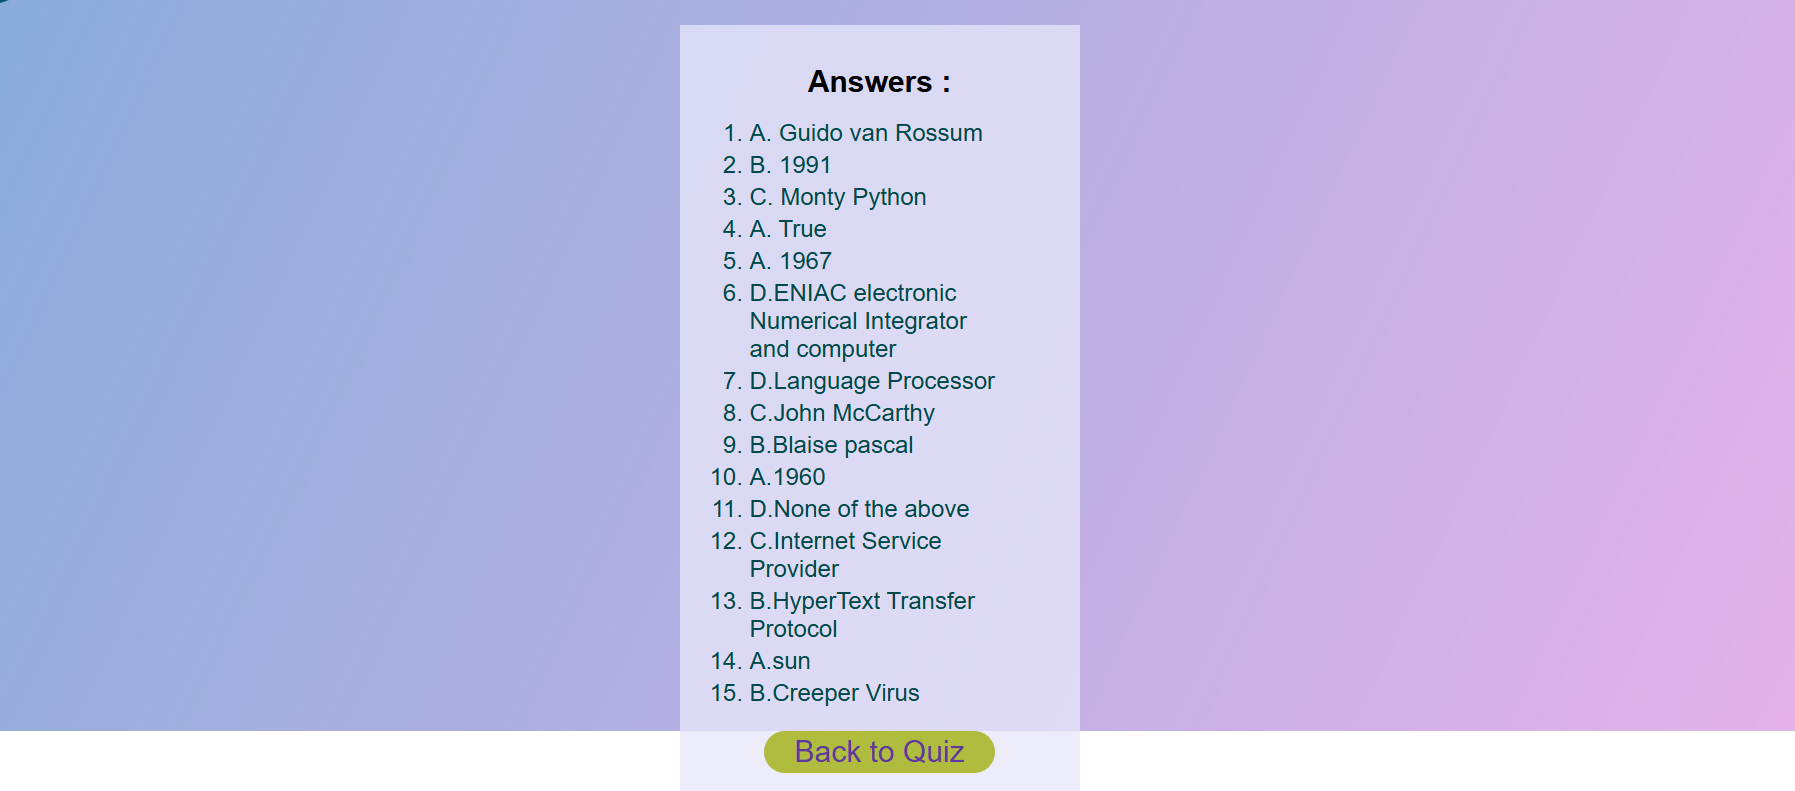 Answers :
1. A. Guido van Rossum
2. B. 1991
3. C. Monty Python
4. A. True
5. A. 1967
6. D.ENIAC electronic
Numerical Integrator
and computer
7. D.Language Processor
8. C.John McCarthy
9. B.Blaise pascal
10. A.1960
11. D.None of the above
12. C.Internet Service
Provider
13. B.HyperText Transfer
Protocol
14. A.sun
15. B.Creeper Virus
Back to Quiz